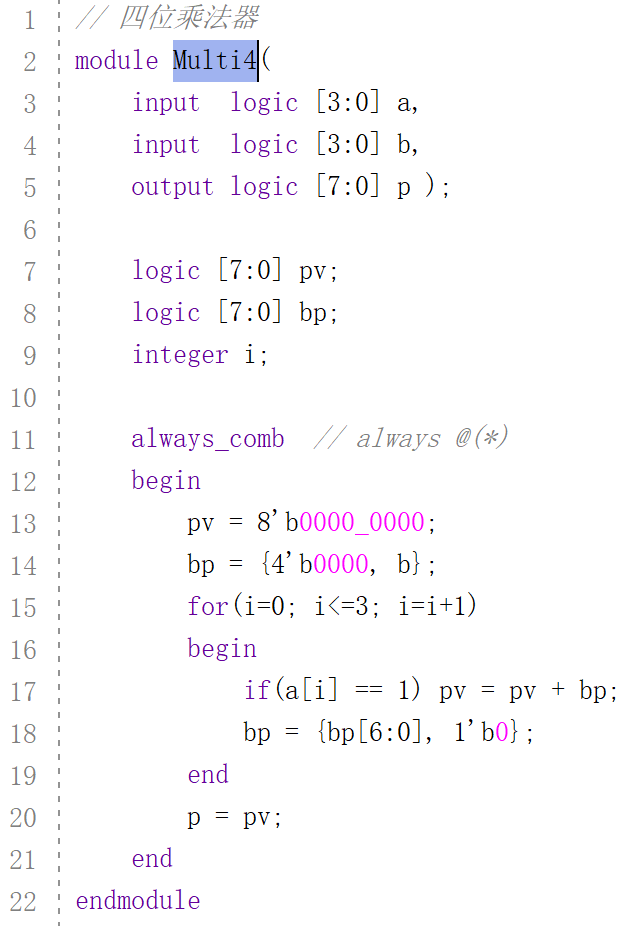 1 // 四位乘法器
2 module Multi4(
3     input  logic [3:0] a,
4     input  logic [3:0] b,
5     output logic [7:0] p );
6
7     logic [7:0] pv;
8     logic [7:0] bp;
9     integer i;
10
11     always_comb  // always @(*)
12     begin
13         pv = 8'b0000_0000;
14         bp = {4'b0000, b};
15         for(i=0; i<=3; i=i+1)
16         begin
17             if(a[i] == 1) pv = pv + bp;
18             bp = {bp[6:0], 1'b0};
19         end
20         p = pv;
21     end
22 endmodule